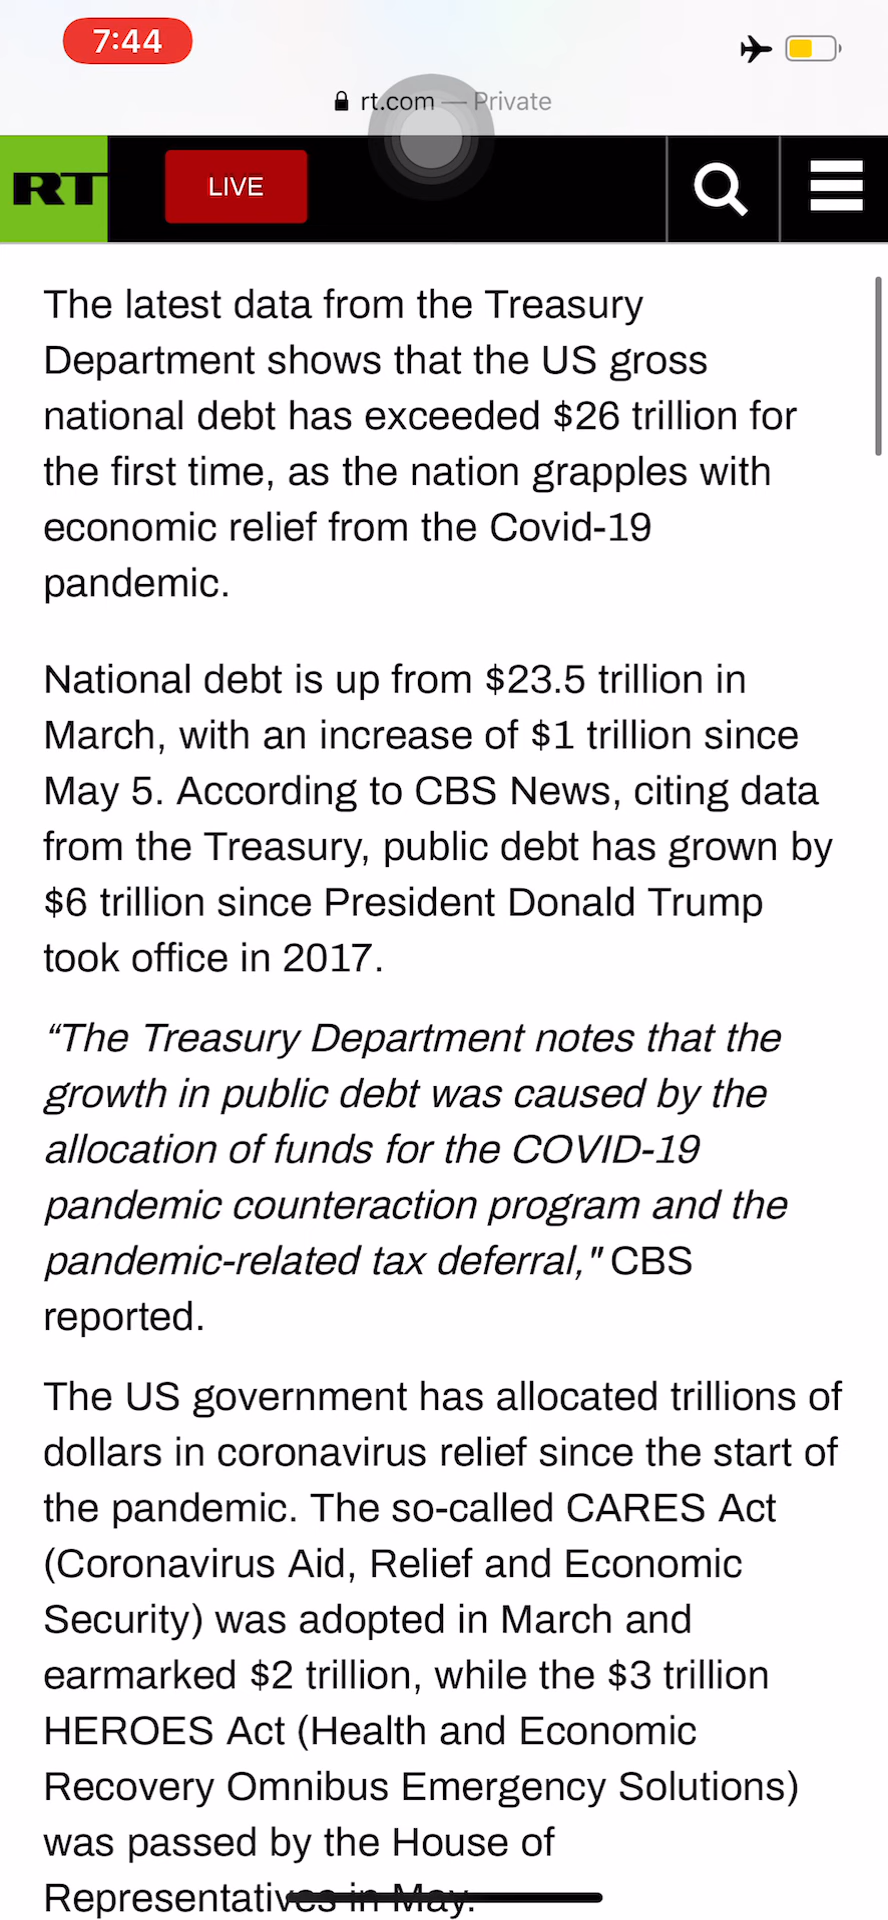 7:44
rt.com — Private
RT
LIVE
The latest data from the Treasury
Department shows that the US gross
national debt has exceeded $26 trillion for
the first time, as the nation grapples with
economic relief from the Covid-19
pandemic.
National debt is up from $23.5 trillion in
March, with an increase of $1 trillion since
May 5. According to CBS News, citing data
from the Treasury, public debt has grown by
$6 trillion since President Donald Trump
took office in 2017.
“The Treasury Department notes that the
growth in public debt was caused by the
allocation of funds for the COVID-19
pandemic counteraction program and the
pandemic-related tax deferral," CBS
reported.
The US government has allocated trillions of
dollars in coronavirus relief since the start of
the pandemic. The so-called CARES Act
(Coronavirus Aid, Relief and Economic
Security) was adopted in March and
earmarked $2 trillion, while the $3 trillion
HEROES Act (Health and Economic
Recovery Omnibus Emergency Solutions)
was passed by the House of
Representatives in May.